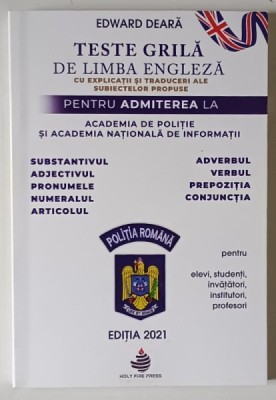 EDWARD DEARĂ
TESTE GRILĂ
DE LIMBA ENGLEZĂ
CU EXPLICAȚII ȘI TRADUCERI ALE
SUBIECTELOR PROPUSE
PENTRU ADMITEREA LA
ACADEMIA DE POLIȚIE
ȘI ACADEMIA NAȚIONALĂ DE INFORMAȚII
SUBSTANTIVUL
ADJECTIVUL
PRONUMELE
NUMERALUL
ARTICOLUL
ADVERBUL
VERBUL
PREPOZIȚIA
CONJUNCȚIA
POLIȚIA ROMÂNĂ
pentru
elevi, studenți,
învățători,
institutori,
profesori
EDIȚIA 2021
HOLY FIRE PRESS